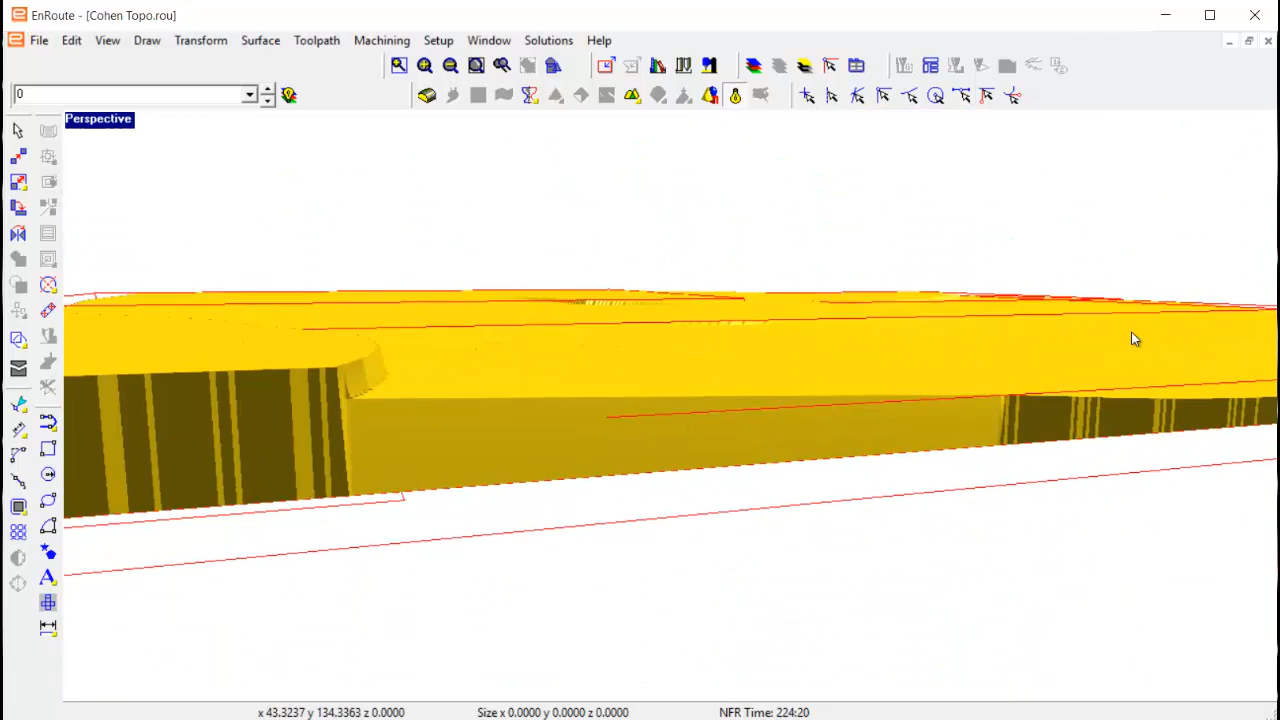 EnRoute - [Cohen Topo.rou]
File Edit View Draw Transform Surface Toolpath Machining Setup Window Solutions Help
0
Perspective
x 43.3237 y 134.3363 z 0.0000 Size x 0.0000 y 0.0000 z 0.0000 NFR Time: 224:20